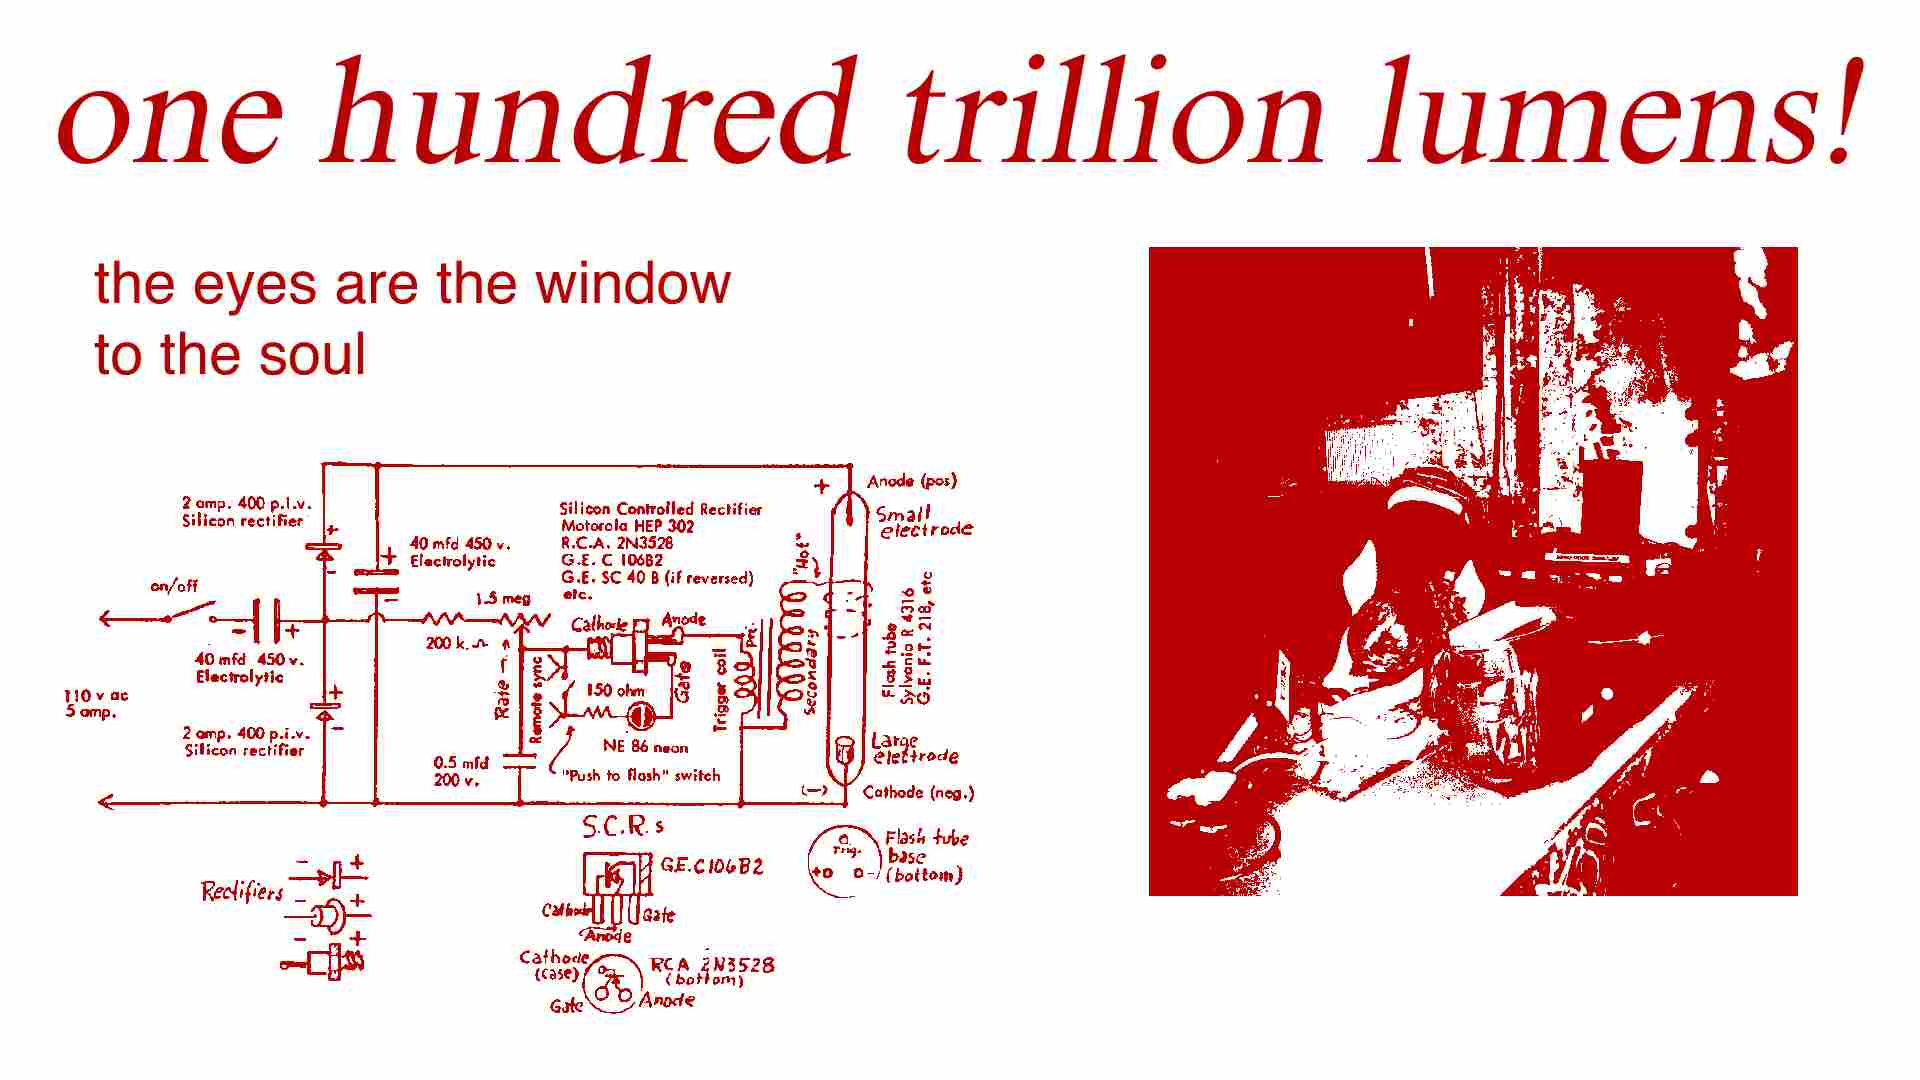 one hundred trillion lumens!
the eyes are the window
to the soul
2 amp. 400 p.i.v.
Silicon rectifier
+
-
40 mfd 450 v.
Electrolytic
+
-
Silicon Controlled Rectifier
Motorola HEP 302
R.C.A. 2N3528
G.E. C 106B2
G.E. SC 40 B (if reversed)
etc.
+
Anode (pos)
Small
electrode
"Hot"
on/off
-
+
40 mfd 450 v.
Electrolytic
110 v ac
5 amp.
+
-
2 amp. 400 p.i.v.
Silicon rectifier
1.5 meg
200 k.
Rate
Remote sync
Cathode
Anode
Gate
150 ohm
NE 86 neon
"Push to flash" switch
0.5 mfd
200 v.
Trigger coil
Pri.
Secondary
Flash tube
Sylvania R 4316
G.E. F.T. 218, etc
Large
electrode
(-)
Cathode (neg.)
S.C.R.s
G.E.C106B2
Cathode
Gate
Anode
Flash tube
base
(bottom)
Trig.
+
-
Rectifiers
- +
- +
- +
Cathode
(case)
RCA 2N3528
(bottom)
Gate
Anode